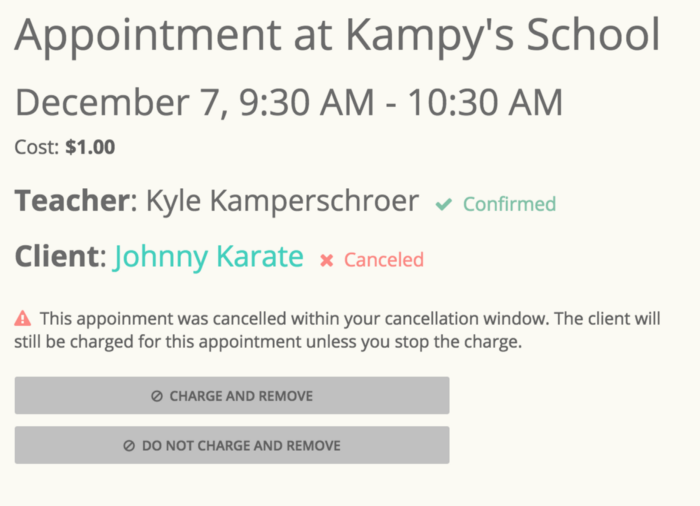 Appointment at Kampy's School
December 7, 9:30 AM - 10:30 AM
Cost: $1.00
Teacher: Kyle Kamperschroer Confirmed
Client: Johnny Karate Canceled
This appoinment was cancelled within your cancellation window. The client will
still be charged for this appointment unless you stop the charge.
CHARGE AND REMOVE
DO NOT CHARGE AND REMOVE